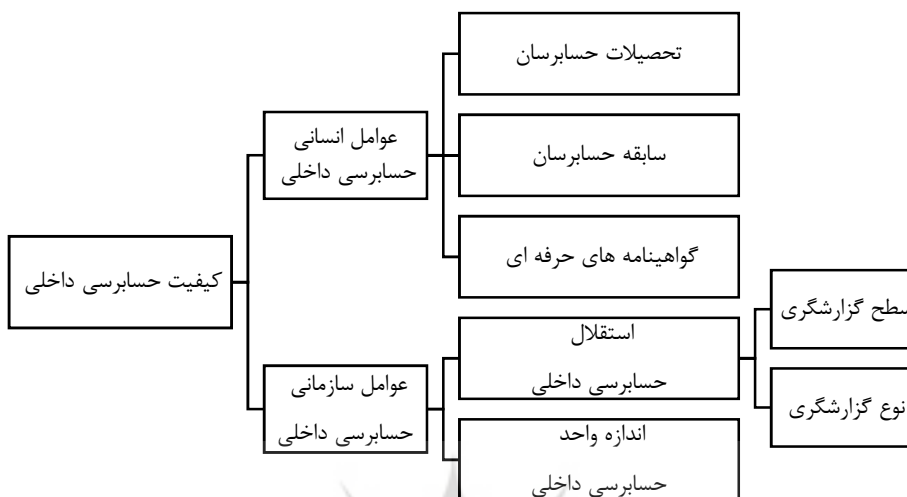 تحصیلات حسابرسان
عوامل انسانی
حسابرسی داخلی
سابقه حسابرسان
گواهینامه های حرفه ای
کیفیت حسابرسی داخلی
سطح گزارشگری
استقلال
حسابرسی داخلی
نوع گزارشگری
عوامل سازمانی
حسابرسی داخلی
اندازه واحد
حسابرسی داخلی